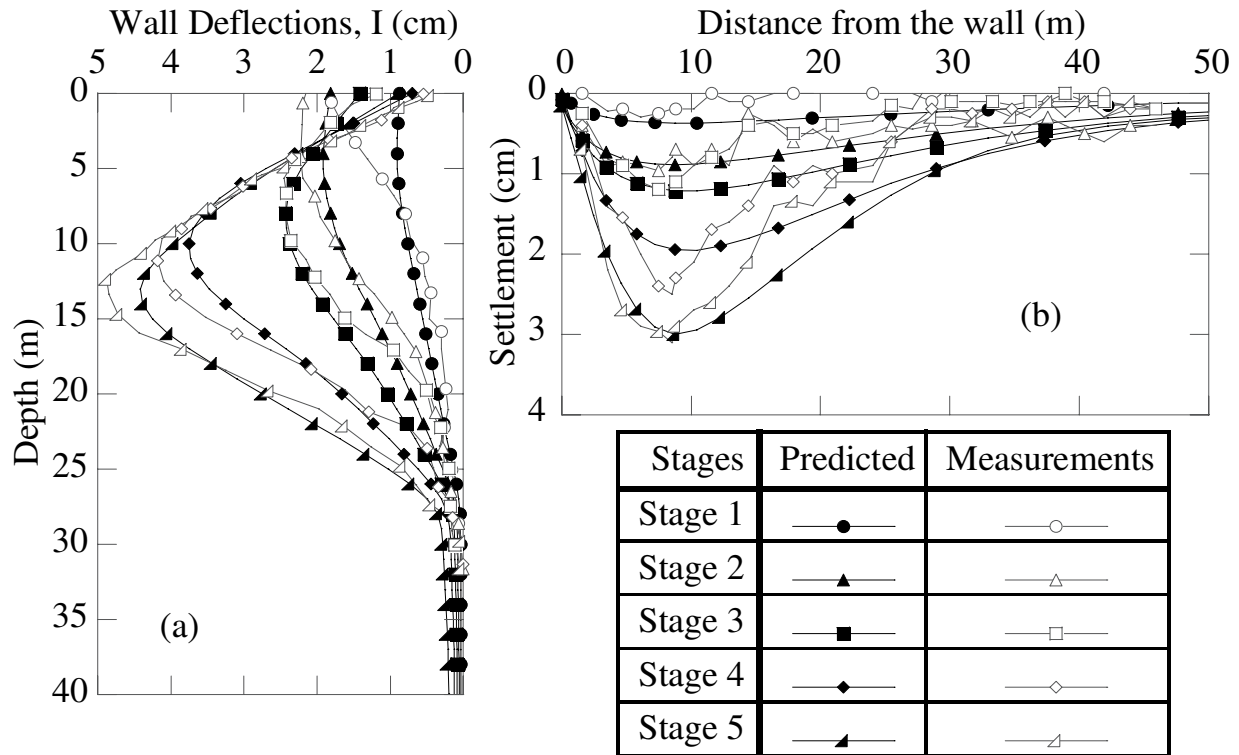 Wall Deflections, I (cm)
5 4 3 2 1 0
0
5
10
15
20
25
30
35
40
Depth (m)
(a)
Distance from the wall (m)
0 10 20 30 40 50
0
1
2
3
4
Settlement (cm)
(b)
Stages Predicted Measurements
Stage 1
Stage 2
Stage 3
Stage 4
Stage 5